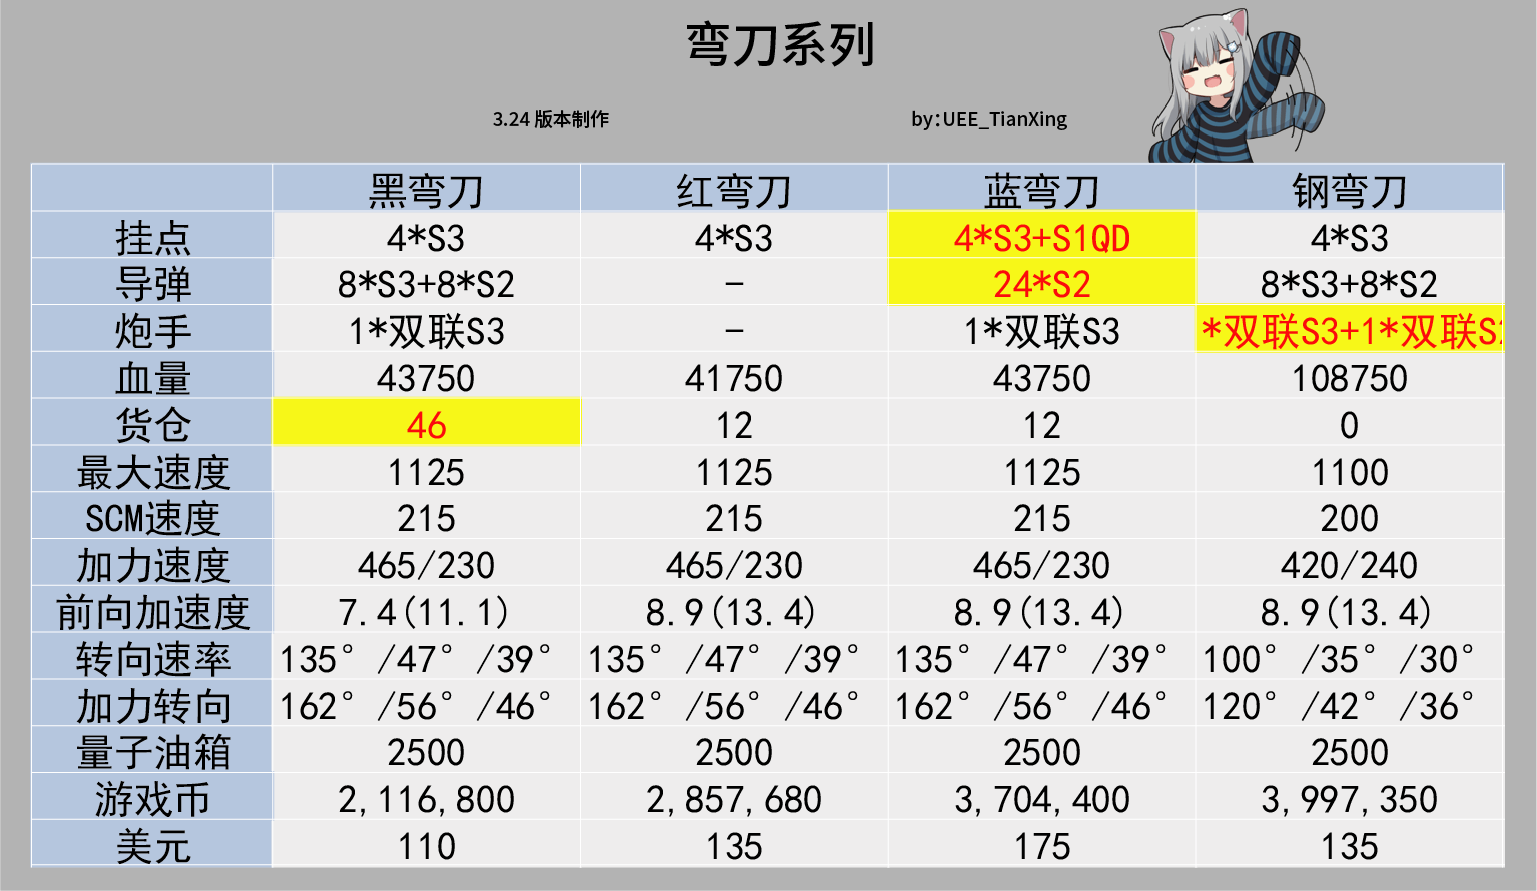 弯刀系列
3.24 版本制作 by:UEE_TianXing
黑弯刀 红弯刀 蓝弯刀 钢弯刀
挂点 4*S3 4*S3 4*S3+S1QD 4*S3
导弹 8*S3+8*S2 - 24*S2 8*S3+8*S2
炮手 1*双联S3 - 1*双联S3 *双联S3+1*双联S
血量 43750 41750 43750 108750
货仓 46 12 12 0
最大速度 1125 1125 1125 1100
SCM速度 215 215 215 200
加力速度 465/230 465/230 465/230 420/240
前向加速度 7.4(11.1) 8.9(13.4) 8.9(13.4) 8.9(13.4)
转向速率 135° /47° /39° 135° /47° /39° 135° /47° /39° 100° /35° /30°
加力转向 162° /56° /46° 162° /56° /46° 162° /56° /46° 120° /42° /36°
量子油箱 2500 2500 2500 2500
游戏币 2,116,800 2,857,680 3,704,400 3,997,350
美元 110 135 175 135